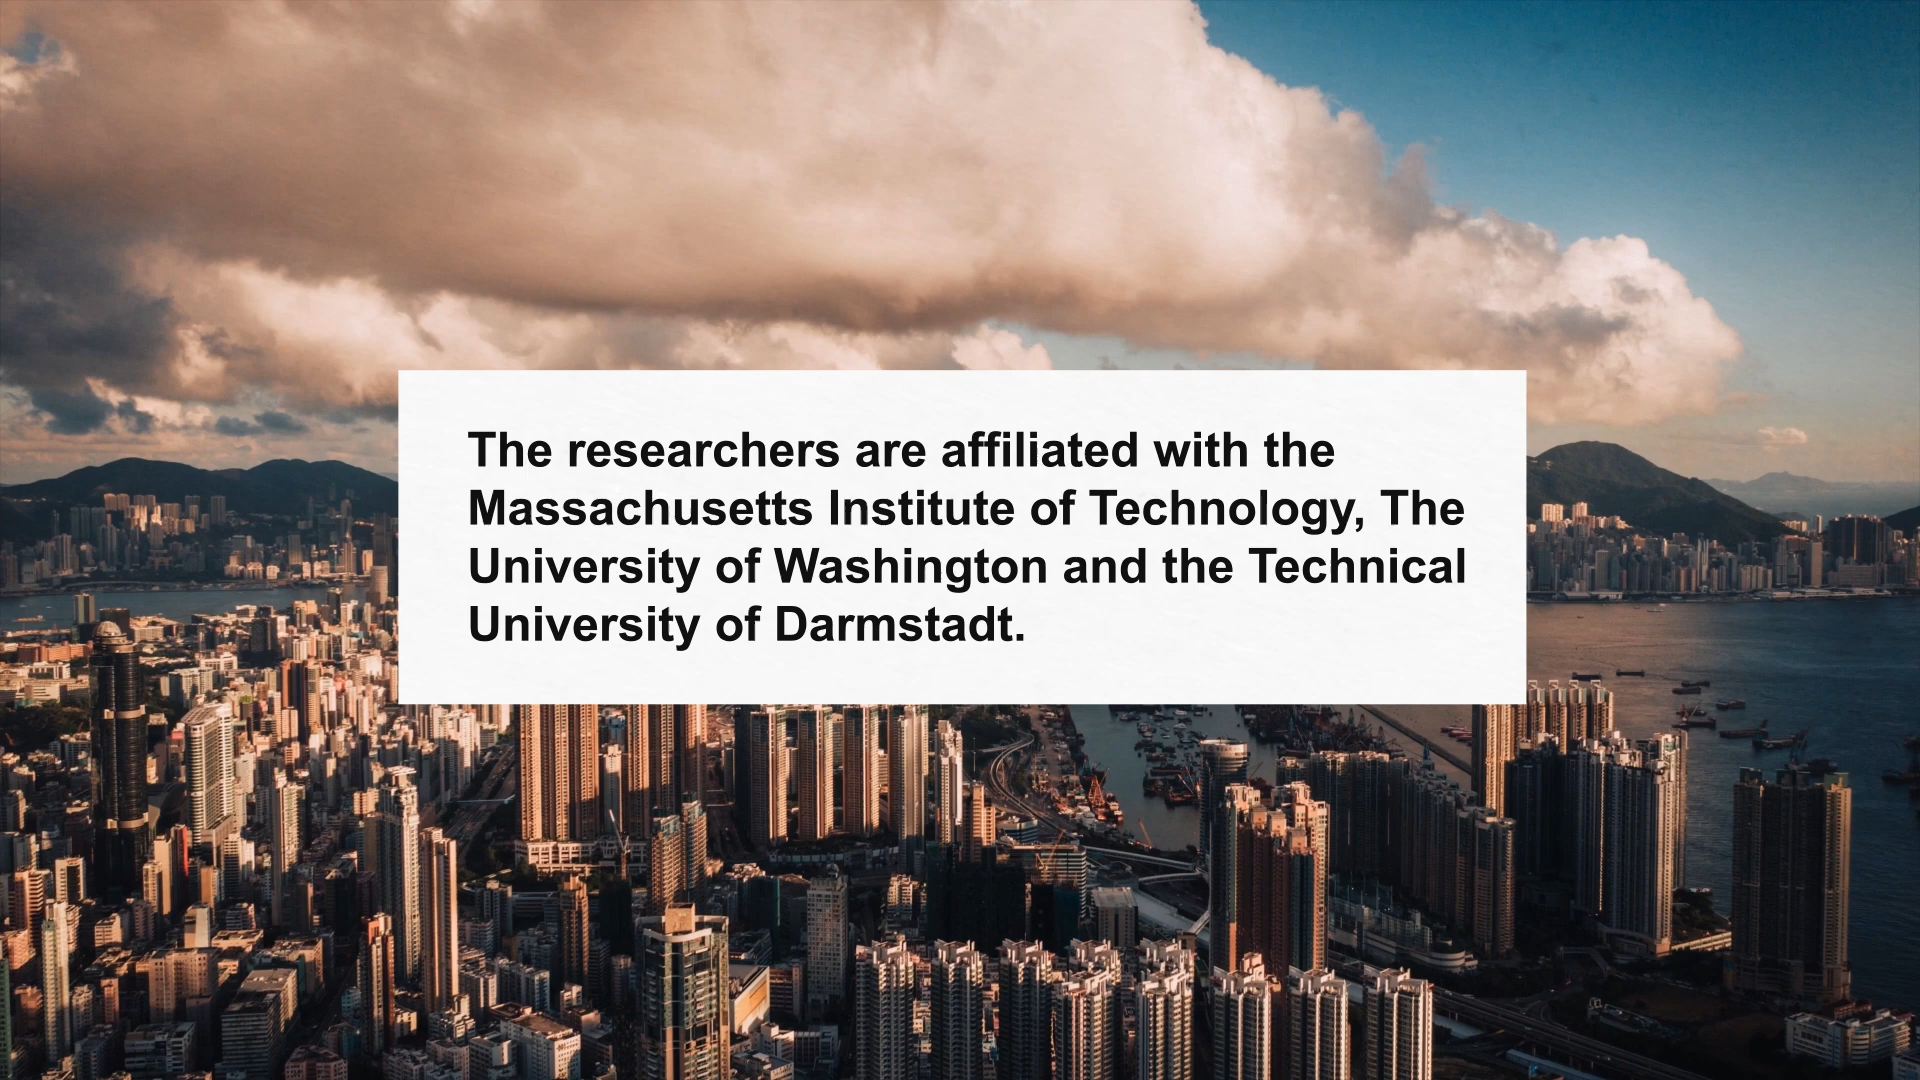 The researchers are affiliated with the
Massachusetts Institute of Technology, The
University of Washington and the Technical
University of Darmstadt.